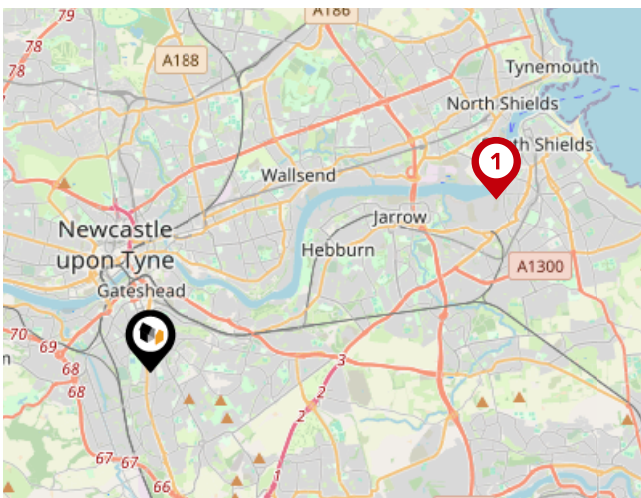 79
A186
78
A188
78
Tynemouth
North Shields
th Shields
1
Wallsend
Jarrow
Newcastle
upon Tyne
Hebburn
A1300
Gateshead
70
69
n
68
3
68
2
2
67
67
1
66